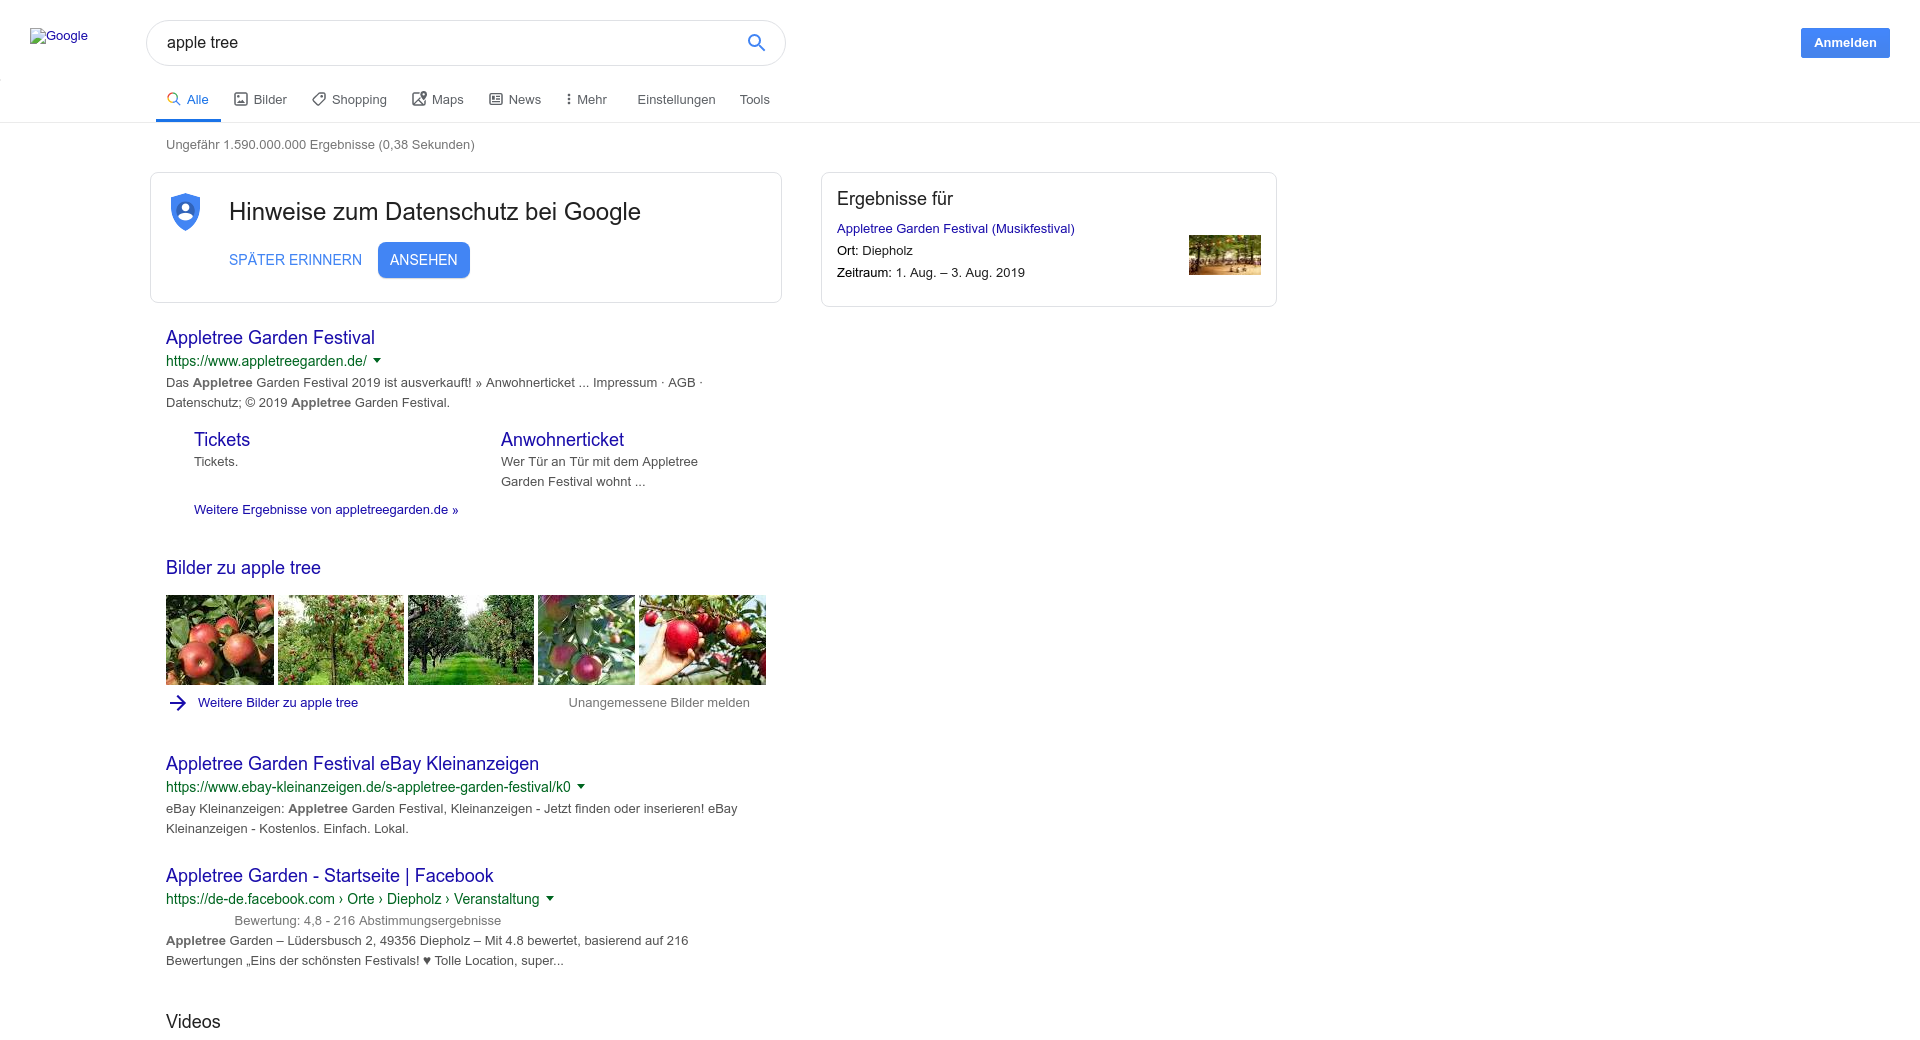 Google
apple tree
Anmelden
Alle
Bilder
Shopping
Maps
News
Mehr
Einstellungen
Tools
Ungefähr 1.590.000.000 Ergebnisse (0,38 Sekunden)
Hinweise zum Datenschutz bei Google
SPÄTER ERINNERN
ANSEHEN
Ergebnisse für
Appletree Garden Festival (Musikfestival)
Ort: Diepholz
Zeitraum: 1. Aug. – 3. Aug. 2019
Appletree Garden Festival
https://www.appletreegarden.de/
Das Appletree Garden Festival 2019 ist ausverkauft! » Anwohnerticket ... Impressum · AGB ·
Datenschutz; © 2019 Appletree Garden Festival.
Tickets
Tickets.
Anwohnerticket
Wer Tür an Tür mit dem Appletree
Garden Festival wohnt ...
Weitere Ergebnisse von appletreegarden.de »
Bilder zu apple tree
Weitere Bilder zu apple tree
Unangemessene Bilder melden
Appletree Garden Festival eBay Kleinanzeigen
https://www.ebay-kleinanzeigen.de/s-appletree-garden-festival/k0
eBay Kleinanzeigen: Appletree Garden Festival, Kleinanzeigen - Jetzt finden oder inserieren! eBay
Kleinanzeigen - Kostenlos. Einfach. Lokal.
Appletree Garden - Startseite | Facebook
https://de-de.facebook.com › Orte › Diepholz › Veranstaltung
Bewertung: 4,8 - 216 Abstimmungsergebnisse
Appletree Garden – Lüdersbusch 2, 49356 Diepholz – Mit 4.8 bewertet, basierend auf 216
Bewertungen „Eins der schönsten Festivals! ♥ Tolle Location, super...
Videos